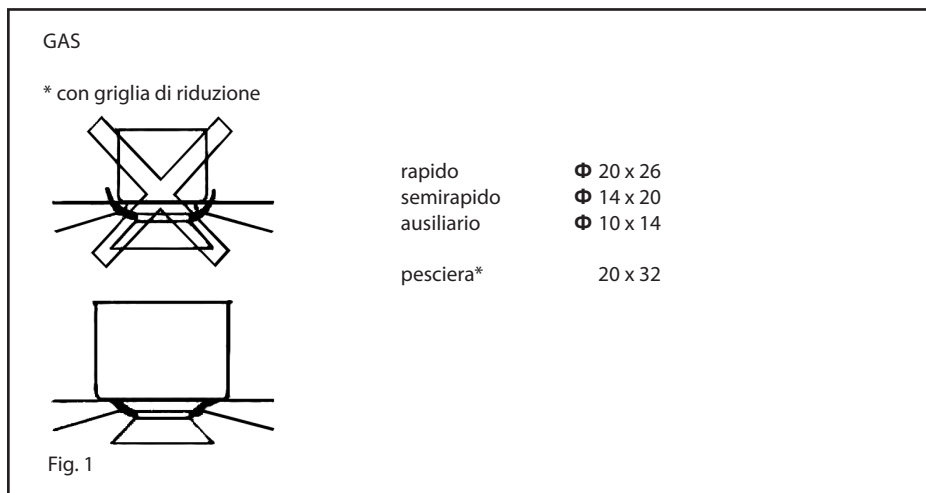 GAS
* con griglia di riduzione
rapido Φ 20 x 26
semirapido Φ 14 x 20
ausiliario Φ 10 x 14
pesciera* 20 x 32
Fig. 1